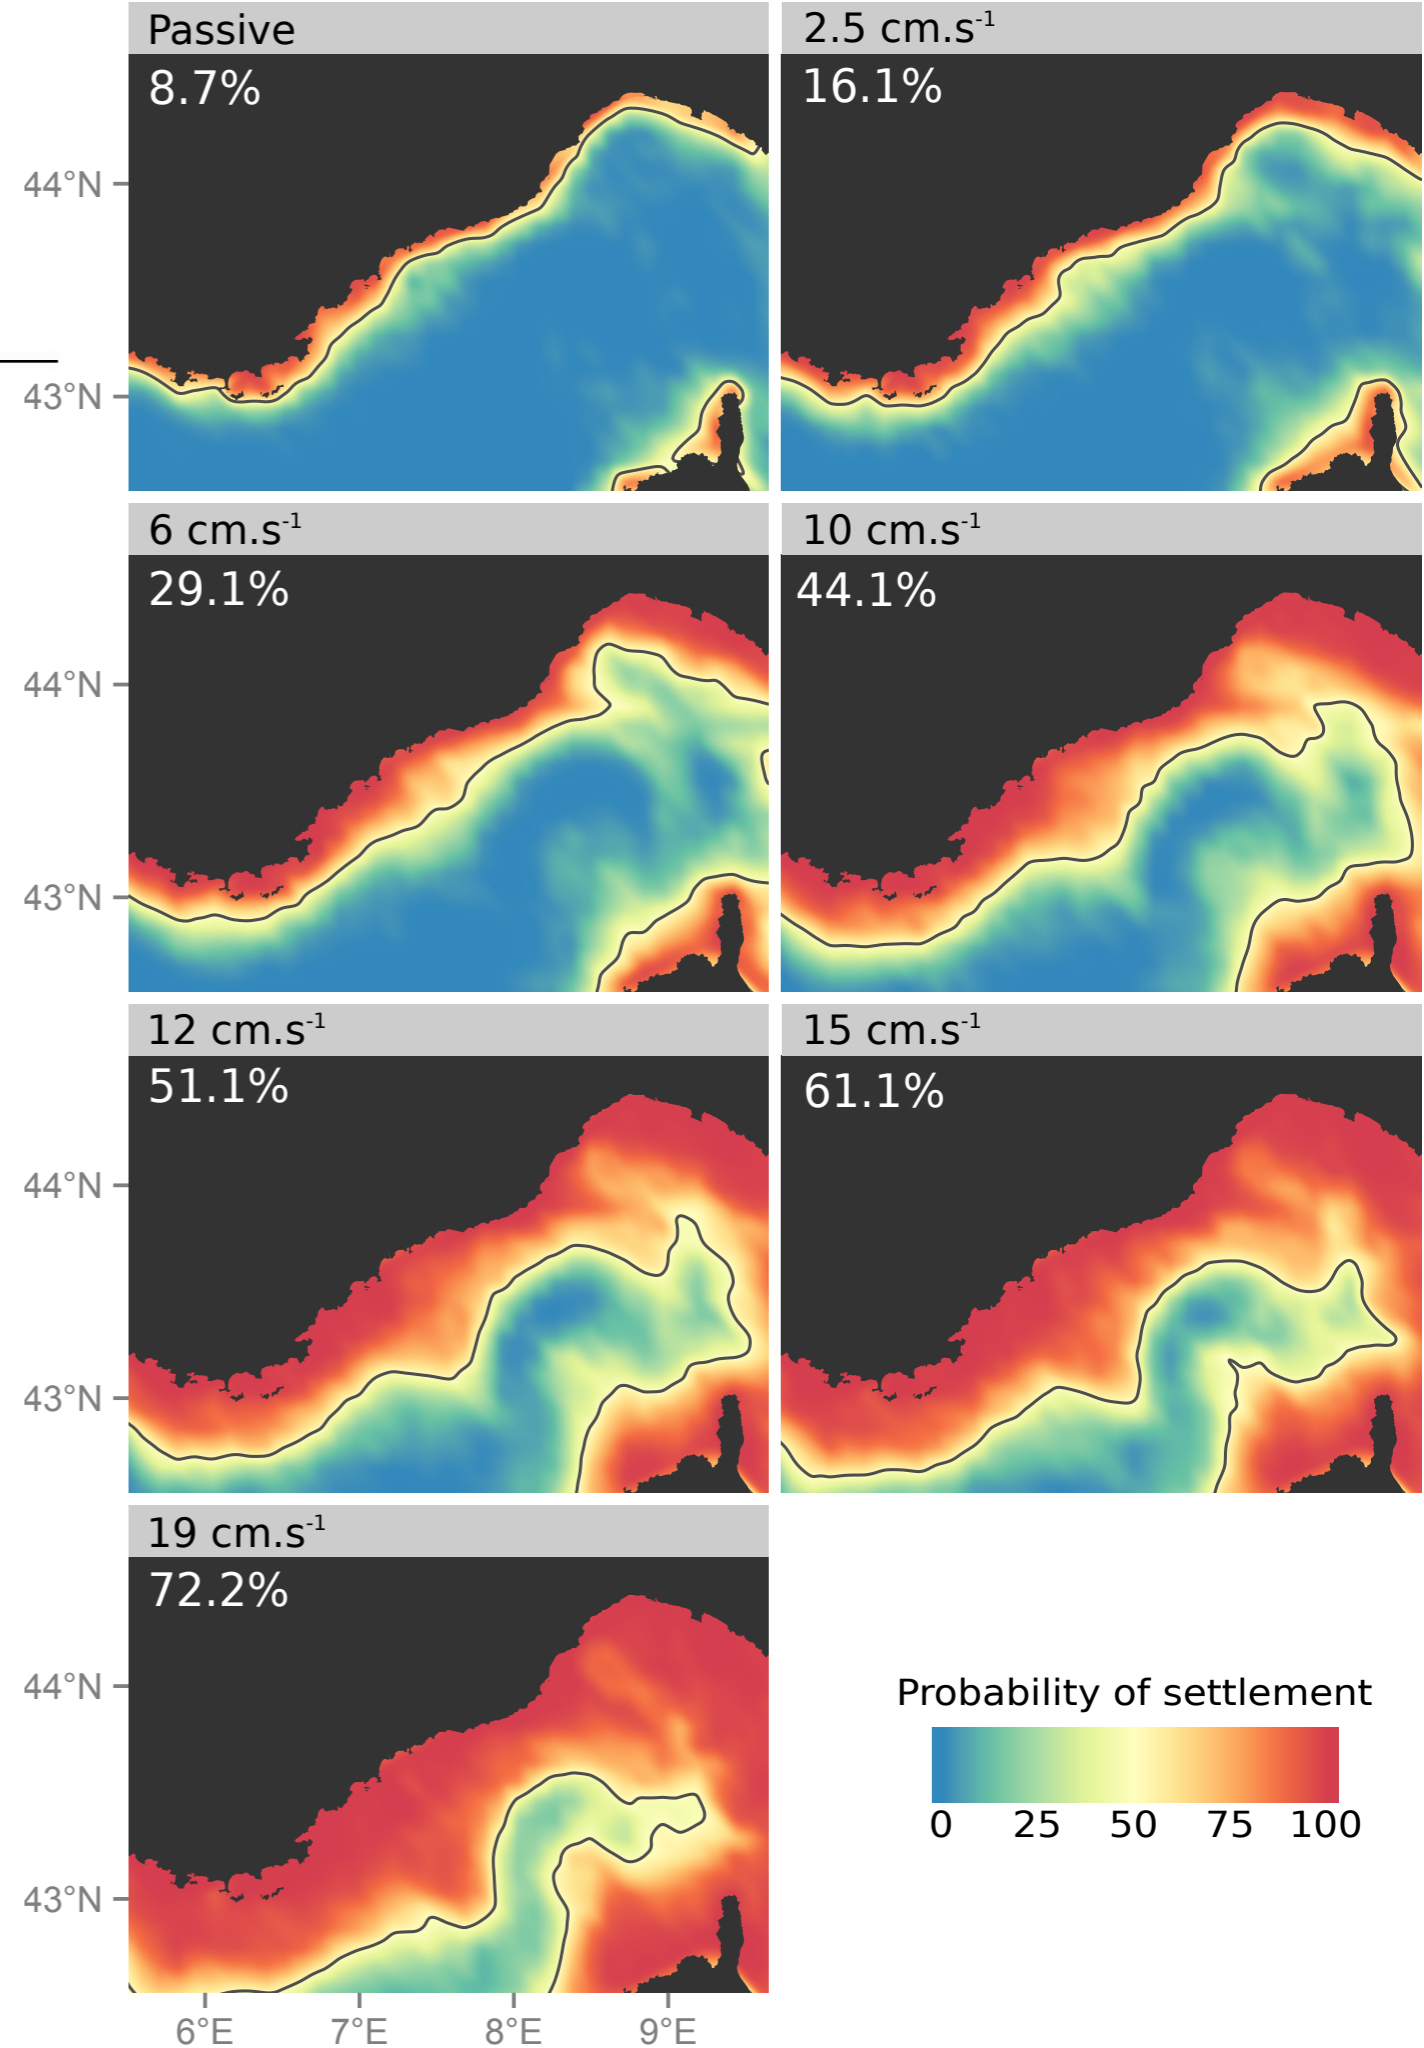 Passive
8.7%
2.5 cm.s⁻¹
16.1%
44°N
43°N
6 cm.s⁻¹
29.1%
10 cm.s⁻¹
44.1%
44°N
43°N
12 cm.s⁻¹
51.1%
15 cm.s⁻¹
61.1%
44°N
43°N
19 cm.s⁻¹
72.2%
44°N
43°N
6°E 7°E 8°E 9°E
Probability of settlement
0 25 50 75 100